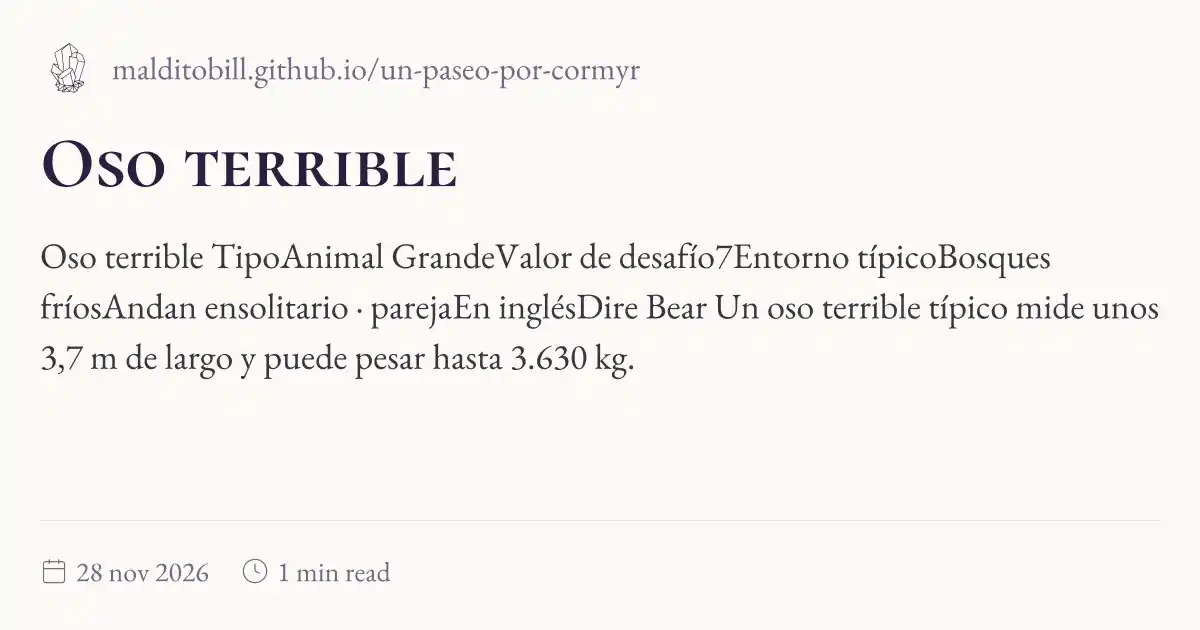 malditobill.github.io/un-paseo-por-cormyr
Oso terrible
Oso terrible TipoAnimal GrandeValor de desafío7Entorno típicoBosques
fríosAndan ensolitario · parejaEn inglésDire Bear Un oso terrible típico mide unos
3,7 m de largo y puede pesar hasta 3.630 kg.
28 nov 2026 1 min read